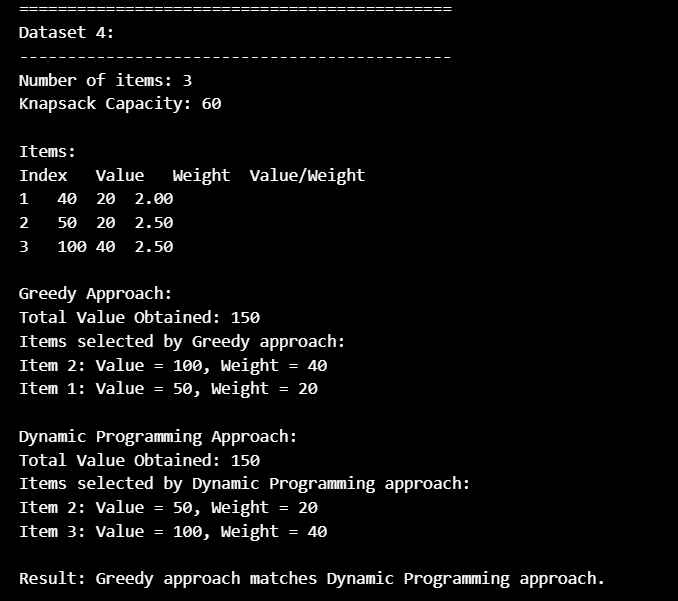 =============================================
Dataset 4:
---------------------------------------------
Number of items: 3
Knapsack Capacity: 60
Items:
Index   Value   Weight  Value/Weight
1   40  20  2.00
2   50  20  2.50
3   100 40  2.50
Greedy Approach:
Total Value Obtained: 150
Items selected by Greedy approach:
Item 2: Value = 100, Weight = 40
Item 1: Value = 50, Weight = 20
Dynamic Programming Approach:
Total Value Obtained: 150
Items selected by Dynamic Programming approach:
Item 2: Value = 50, Weight = 20
Item 3: Value = 100, Weight = 40
Result: Greedy approach matches Dynamic Programming approach.